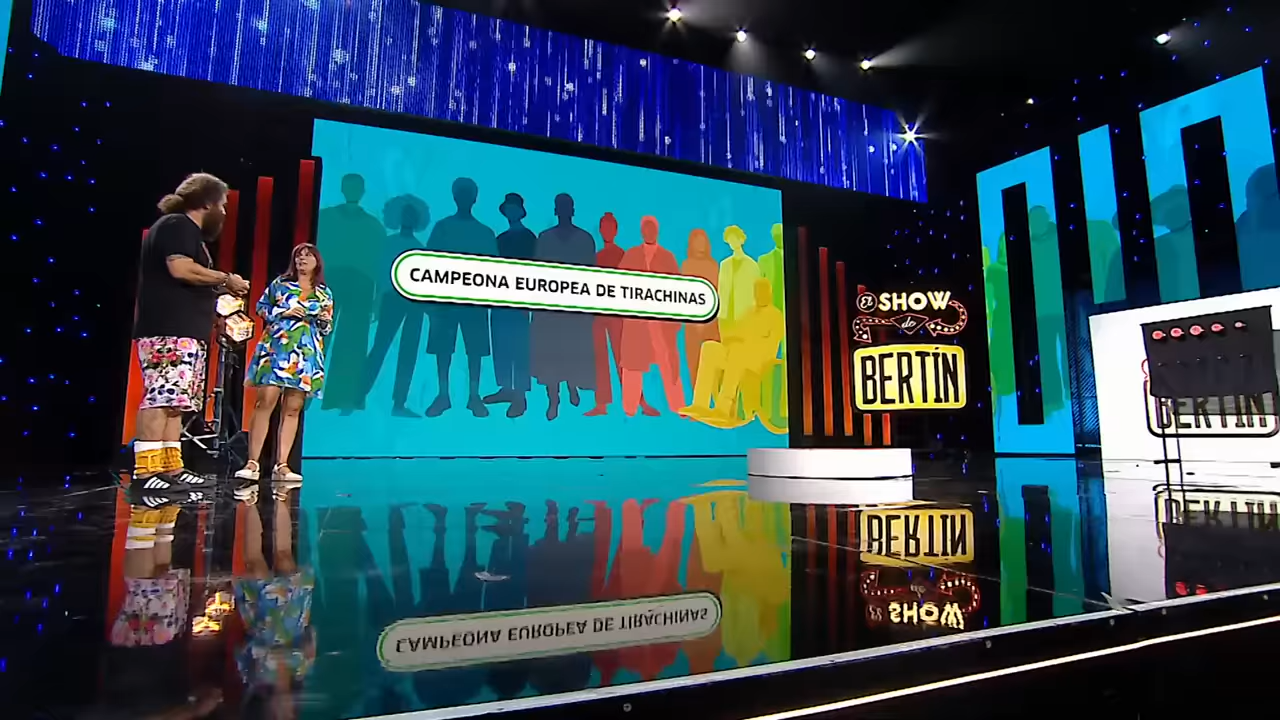 CAMPEONA EUROPEA DE TIRACHINAS
El SHOW
de
BERTÍN
BERTÍN